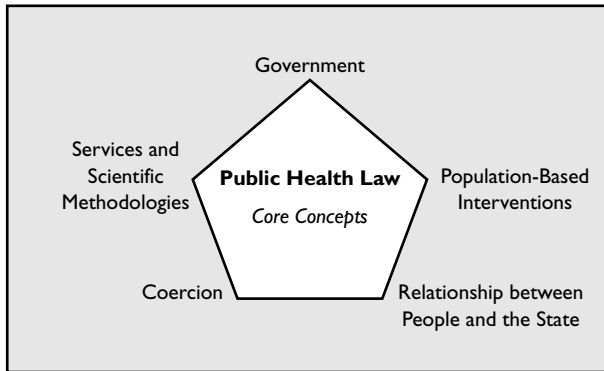 Government
Services and
Scientific
Methodologies
Public Health Law
Core Concepts
Population-Based
Interventions
Coercion
Relationship between
People and the State